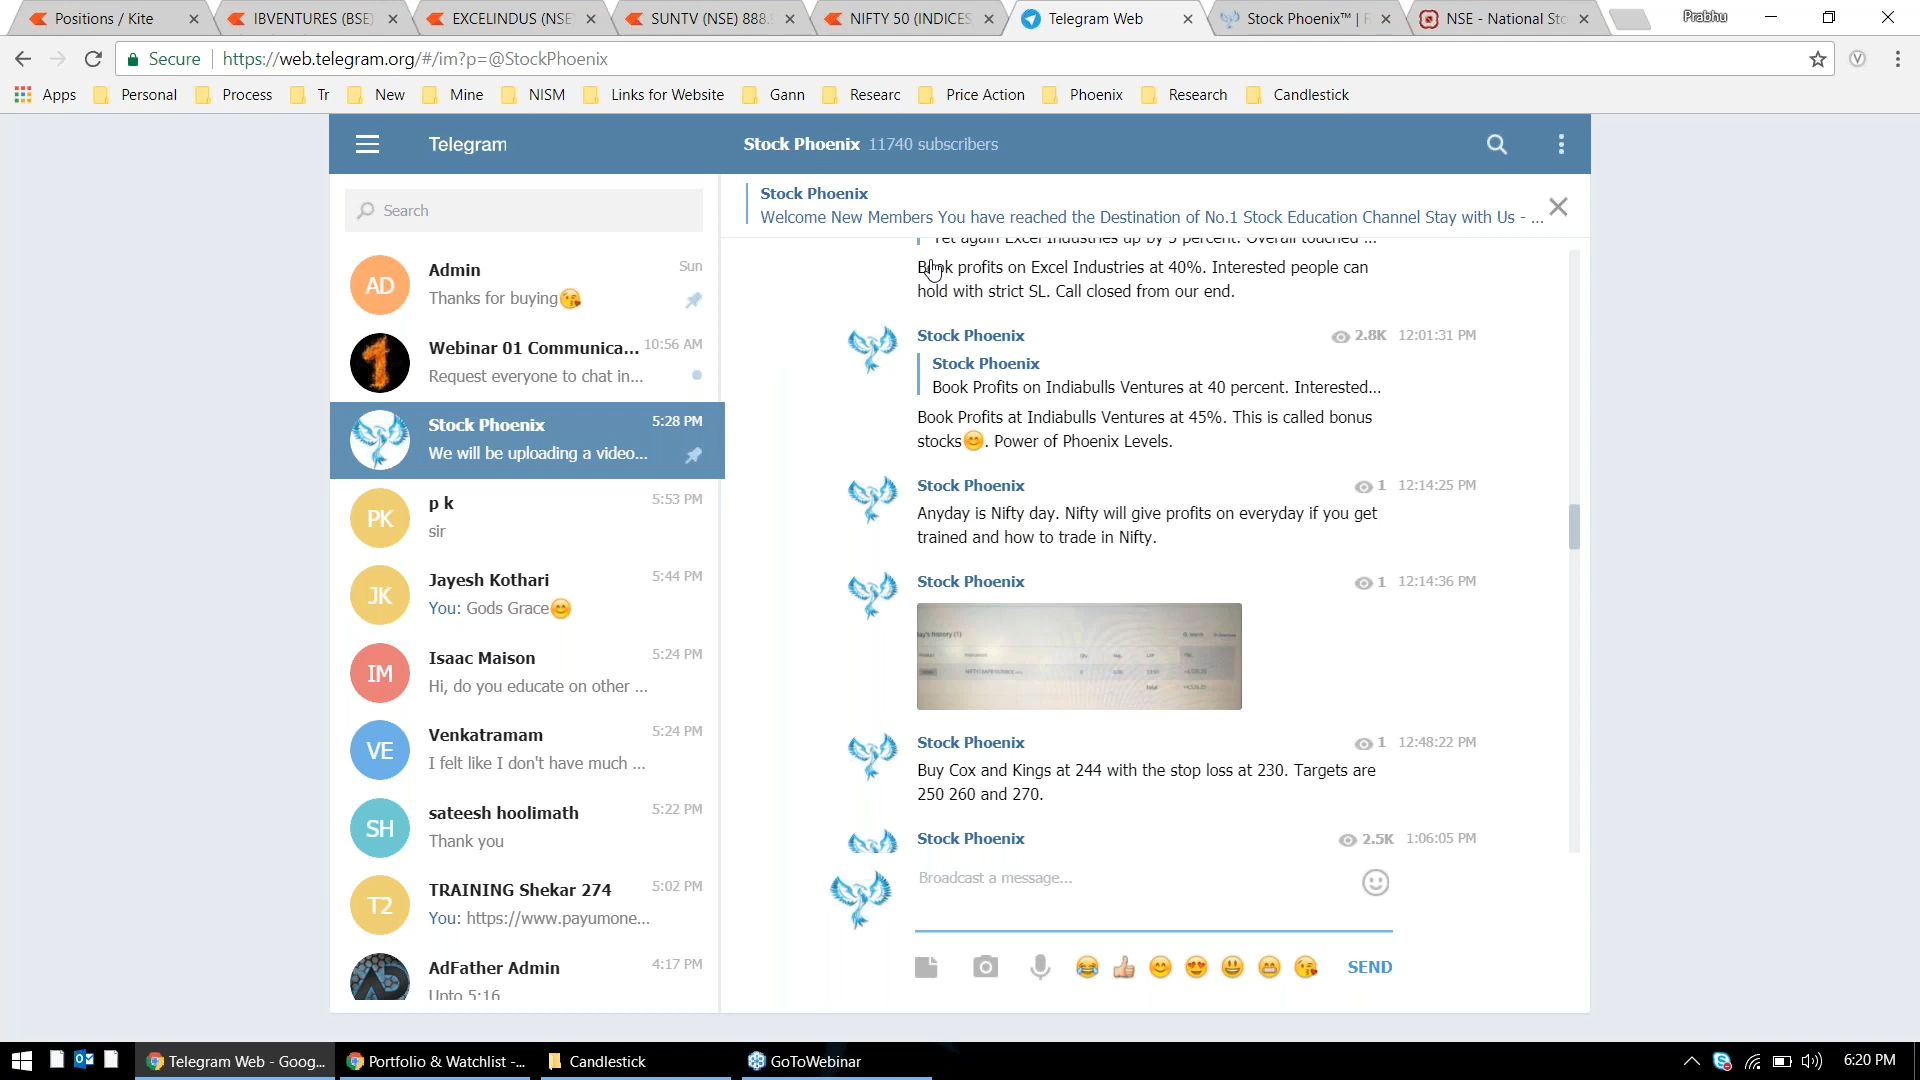 Positions / Kite
IBVENTURES (BSE)
EXCELINDUS (NSE
SUNTV (NSE) 888.
NIFTY 50 (INDICES
Telegram Web
Stock Phoenix™ |
NSE - National Sto
Prabhu
Secure
https://web.telegram.org/#/im?p=@StockPhoenix
Apps
Personal
Process
Tr
New
Mine
NISM
Links for Website
Gann
Researc
Price Action
Phoenix
Research
Candlestick
Telegram
Stock Phoenix 11740 subscribers
Search
Admin
Sun
Thanks for buying😘
Webinar 01 Communica...
10:56 AM
Request everyone to chat in...
Stock Phoenix
5:28 PM
We will be uploading a video...
PK
p k
5:53 PM
sir
JK
Jayesh Kothari
5:44 PM
You: Gods Grace😊
IM
Isaac Maison
5:24 PM
Hi, do you educate on other ...
VE
Venkatramam
5:24 PM
I felt like I don't have much ...
SH
sateesh hoolimath
5:22 PM
Thank you
T2
TRAINING Shekar 274
5:02 PM
You: https://www.payumone...
AdFather Admin
4:17 PM
Upto 5:16
AD
Stock Phoenix
Welcome New Members You have reached the Destination of No.1 Stock Education Channel Stay with Us - ...
Yet again Excel Industries up by 5 percent. Overall touched ...
Book profits on Excel Industries at 40%. Interested people can
hold with strict SL. Call closed from our end.
Stock Phoenix
2.8K 12:01:31 PM
Stock Phoenix
Book Profits on Indiabulls Ventures at 40 percent. Interested...
Book Profits at Indiabulls Ventures at 45%. This is called bonus
stocks😊. Power of Phoenix Levels.
Stock Phoenix
1 12:14:25 PM
Anyday is Nifty day. Nifty will give profits on everyday if you get
trained and how to trade in Nifty.
Stock Phoenix
1 12:14:36 PM
Stock Phoenix
1 12:48:22 PM
Buy Cox and Kings at 244 with the stop loss at 230. Targets are
250 260 and 270.
Stock Phoenix
2.5K 1:06:05 PM
Broadcast a message...
SEND
Telegram Web - Goog...
Portfolio & Watchlist -...
Candlestick
GoToWebinar
6:20 PM